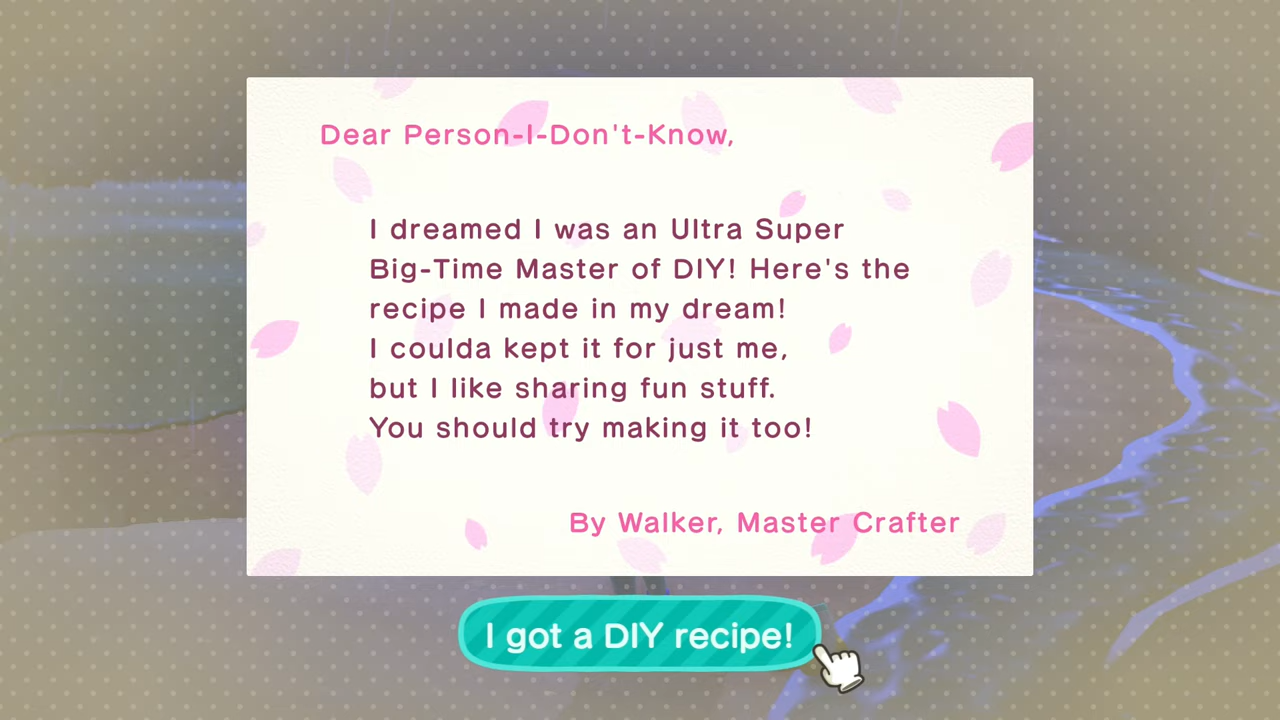 Dear Person-I-Don't-Know,
I dreamed I was an Ultra Super
Big-Time Master of DIY! Here's the
recipe I made in my dream!
I coulda kept it for just me,
but I like sharing fun stuff.
You should try making it too!
By Walker, Master Crafter
I got a DIY recipe!